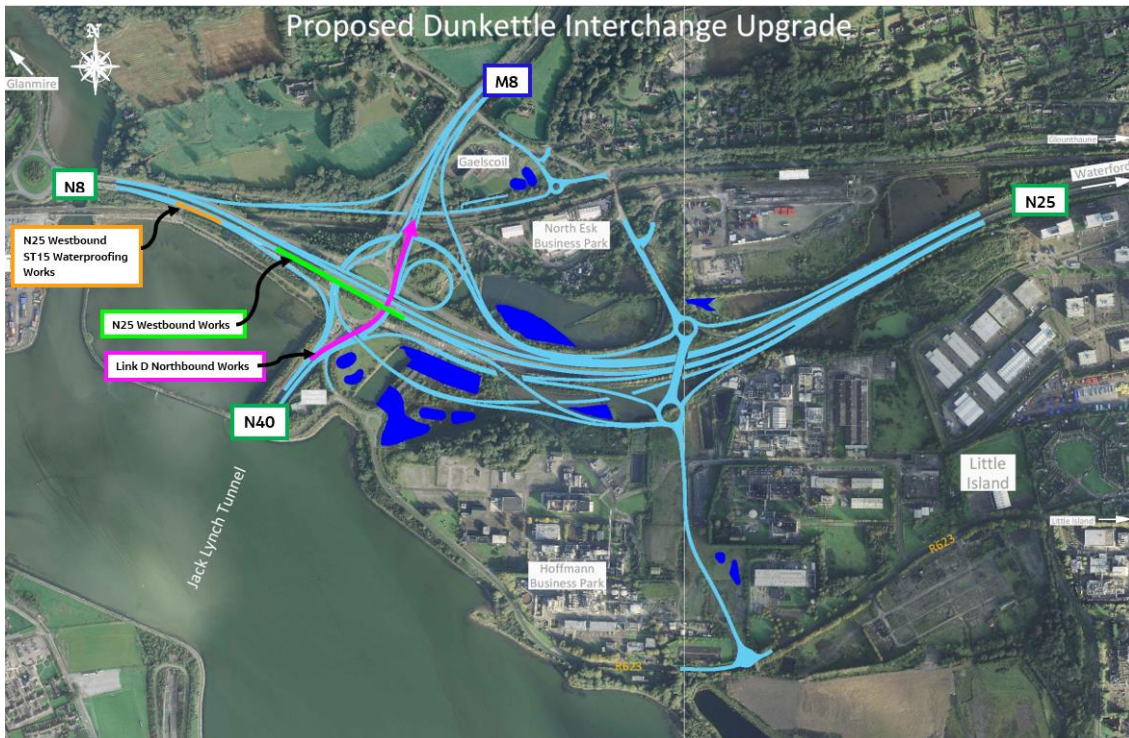 Proposed Dunkettle Interchange Upgrade
N
Glanmire
M8
Gaelscoil
Glounthaune
Waterford
N8
N25
N25 Westbound
ST15 Waterproofing
Works
North Esk
Business Park
N25 Westbound Works
Link D Northbound Works
N40
Jack Lynch Tunnel
Little
Island
Little Island
R623
Hoffmann
Business Park
R623